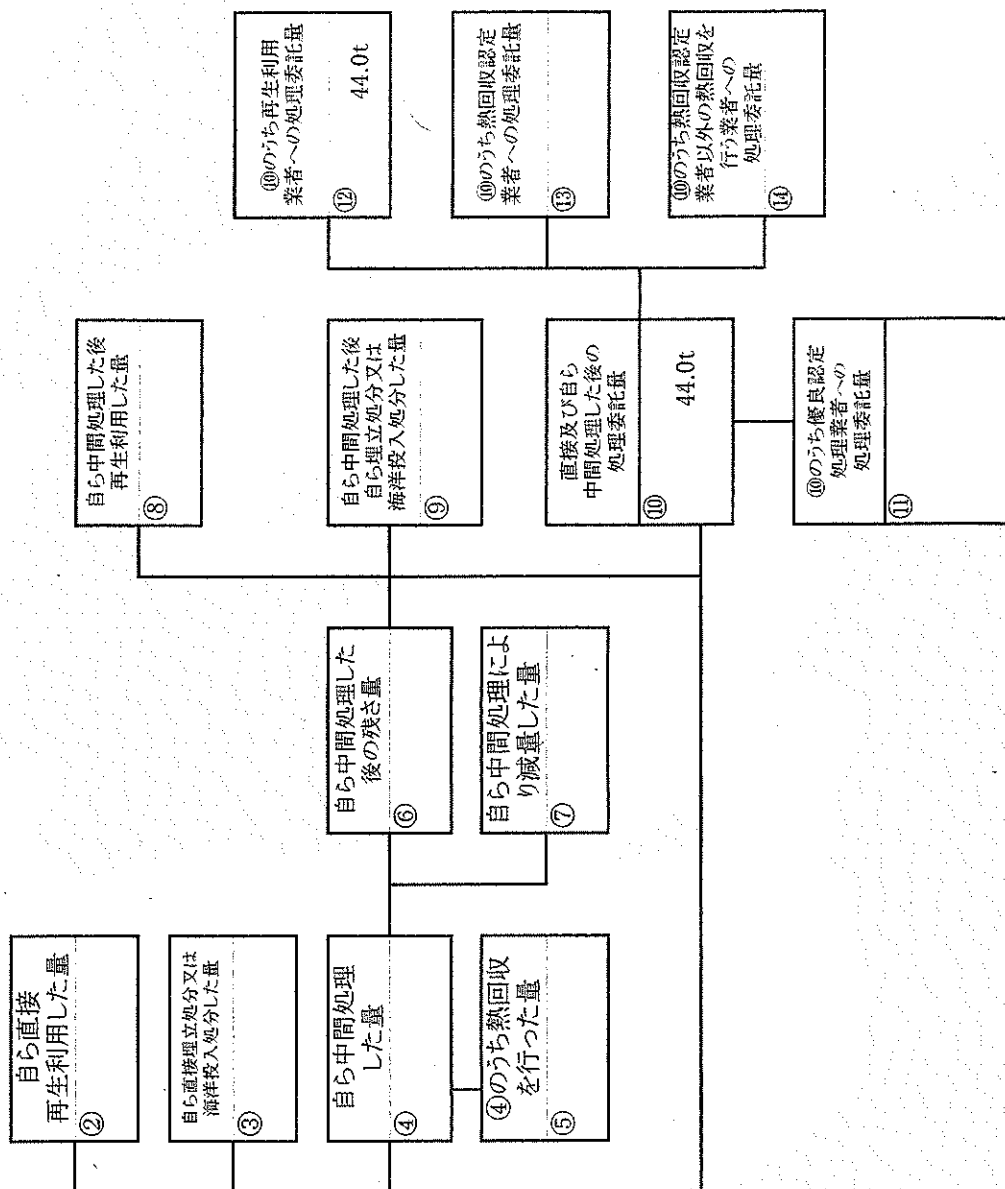 自ら直接
再生利用した量
②
自ら直接埋立処分又は
海洋投入処分した量
③
自ら中間処理
した量
④
④のうち熱回収
を行った量
⑤
自ら中間処理した
後の残さ量
⑥
自ら中間処理によ
り減量した量
⑦
自ら中間処理した後
再生利用した量
⑧
自ら中間処理した後
自ら埋立処分又は
海洋投入処分した量
⑨
直接及び自ら
中間処理した後の
処理委託量
⑩
44.0t
⑩のうち優良認定
処理業者への
処理委託量
⑪
⑩のうち再生利用
業者への処理委託量
⑫
44.0t
⑩のうち熱回収認定
業者への処理委託量
⑬
⑩のうち熱回収認定
業者以外の熱回収を
行う業者への
処理委託量
⑭